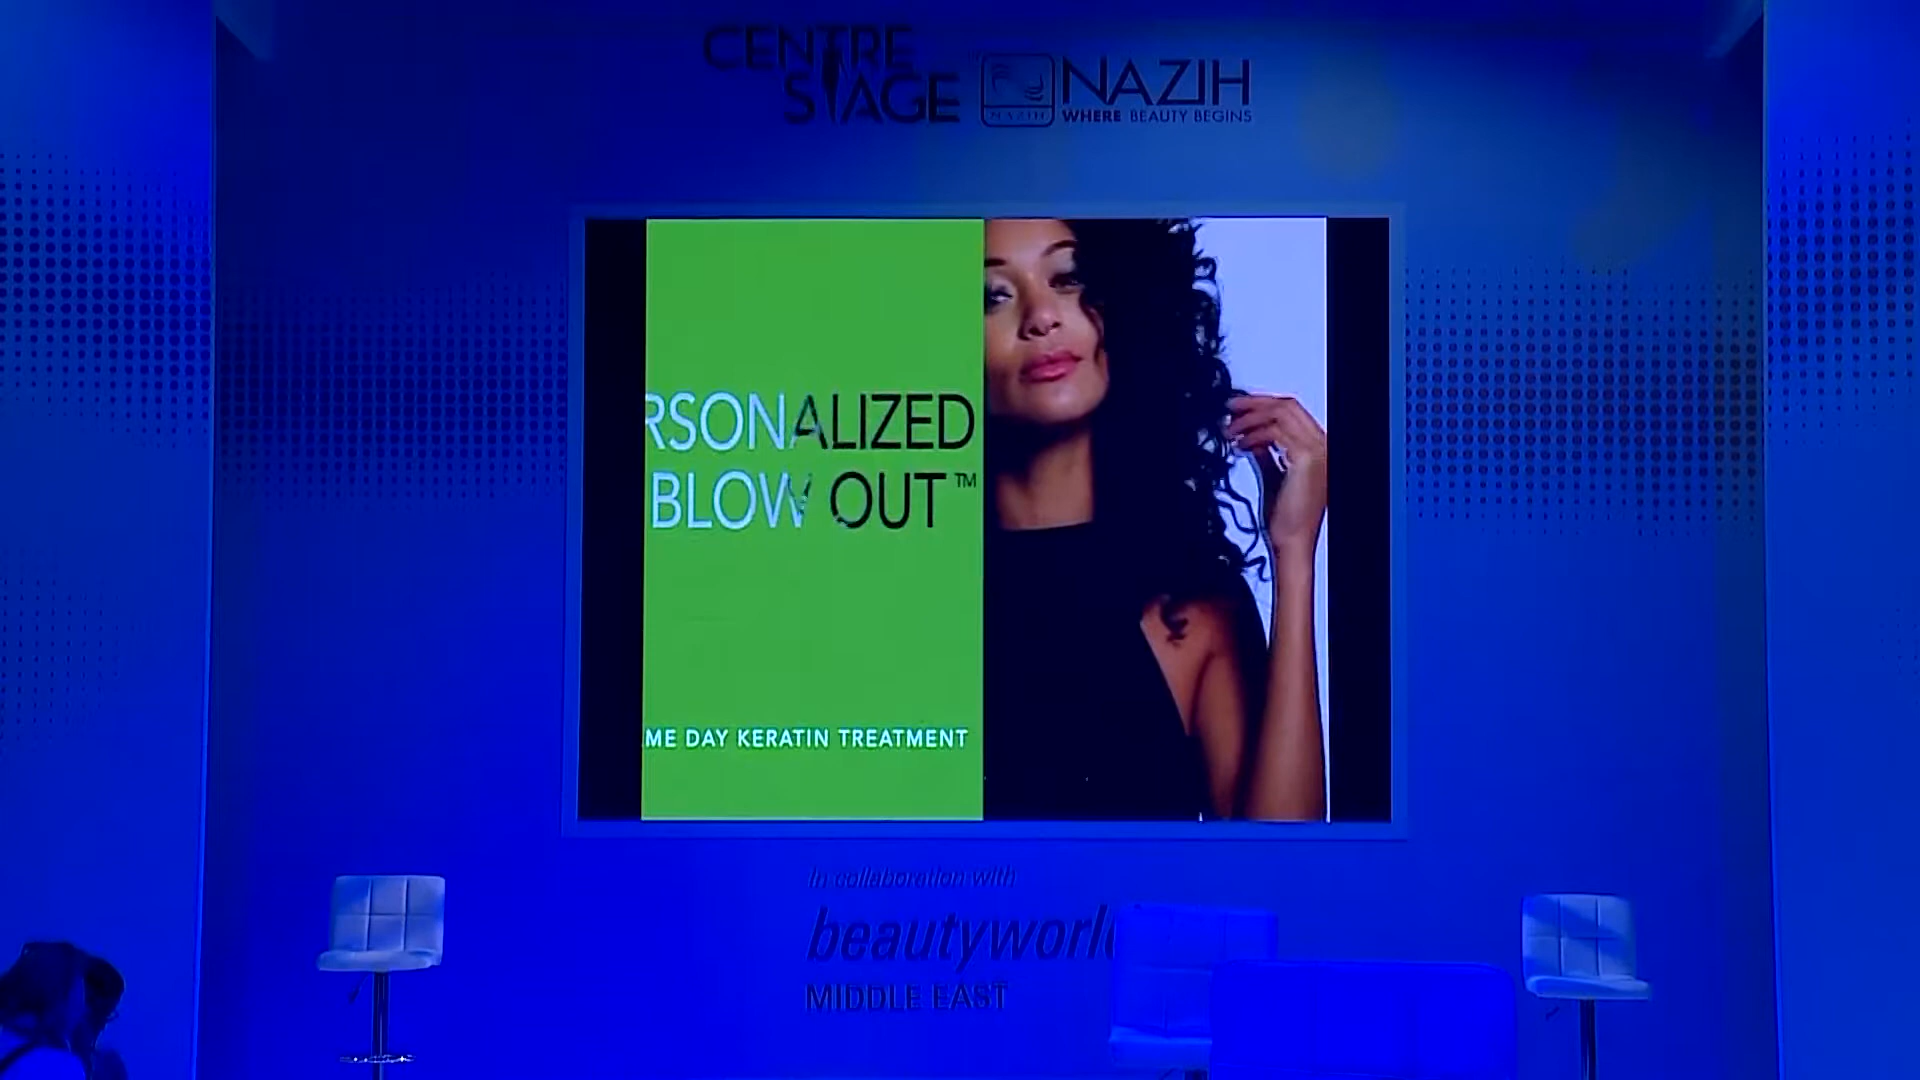 CENTRE
STAGE
NAZIH
NAZIH
WHERE BEAUTY BEGINS
RSONALIZED
BLOW OUT™
ME DAY KERATIN TREATMENT
In collaboration with
beautyworl
MIDDLE EAST